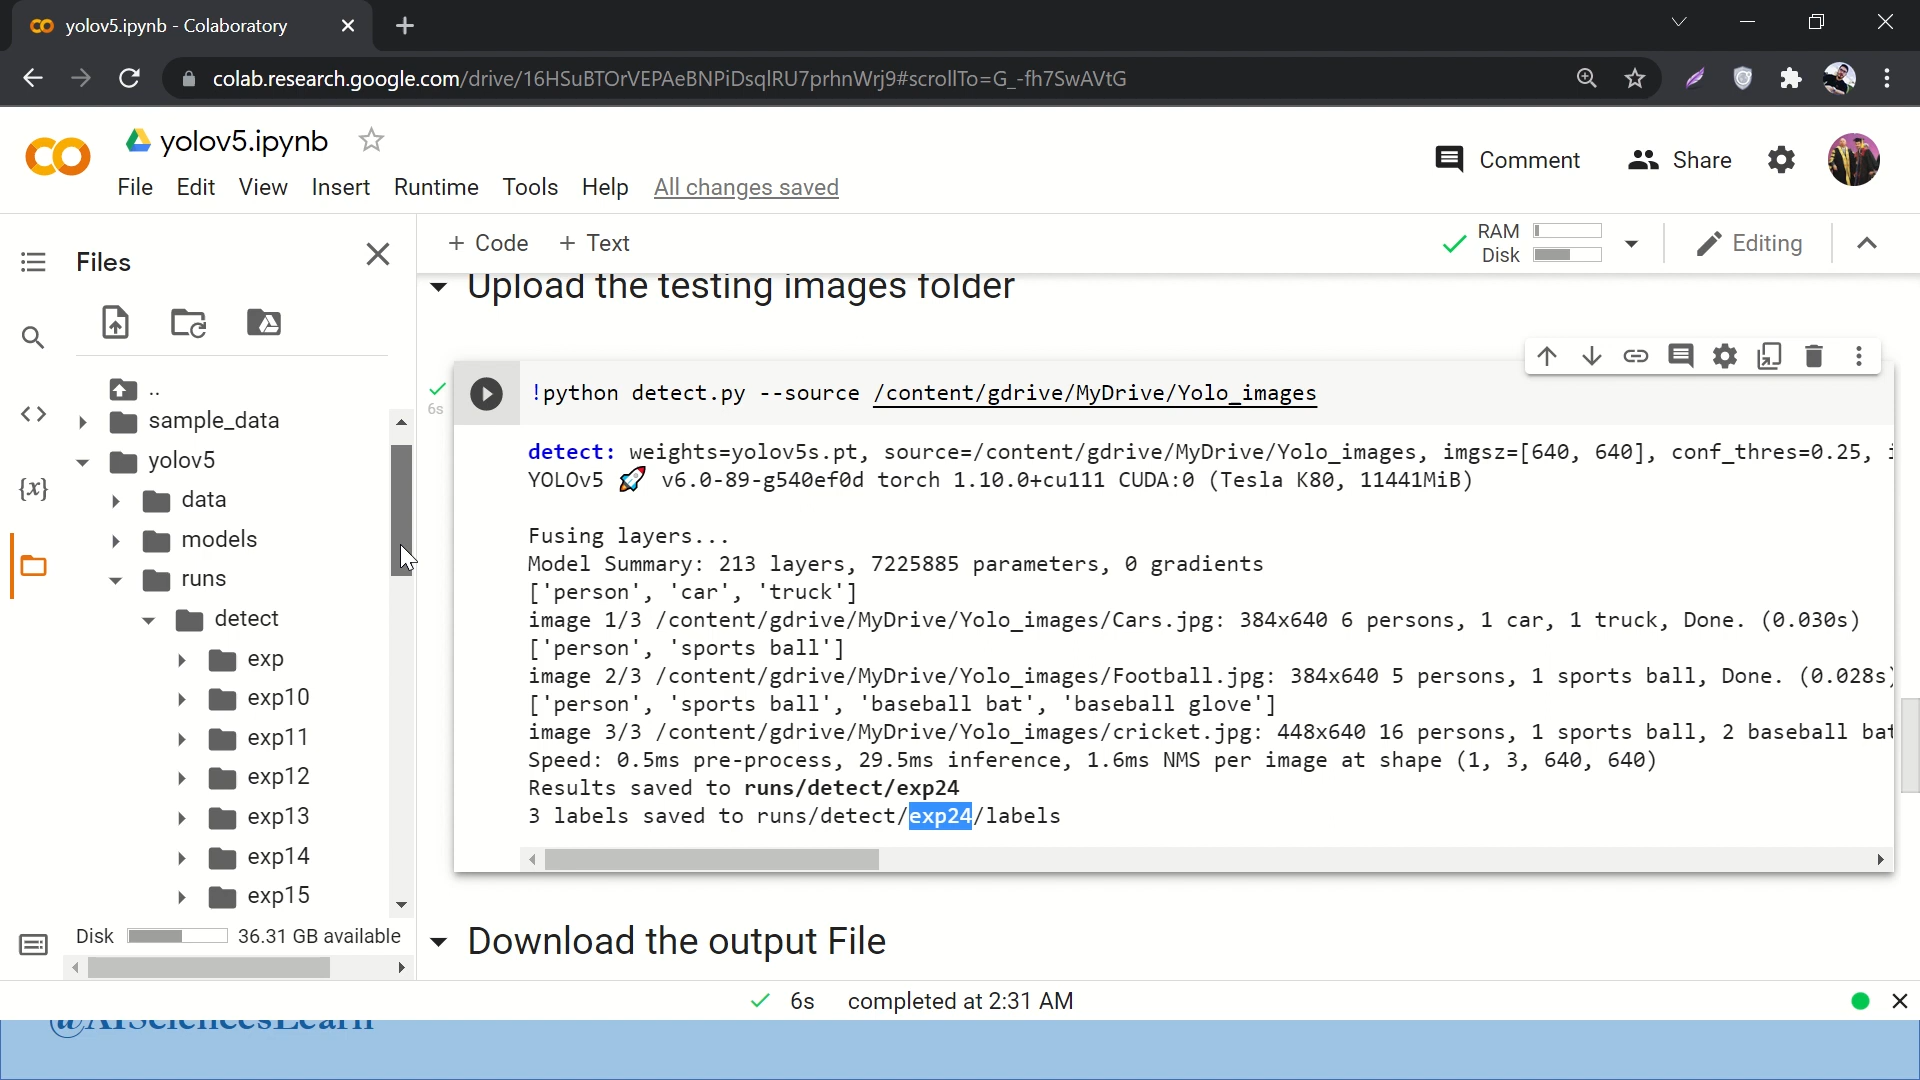 yolov5.ipynb - Colaboratory
colab.research.google.com/drive/16HSuBTOrVEPAeBNPiDsqlRU7prhnWrj9#scrollTo=G_-fh7SwAVtG
yolov5.ipynb
Comment
Share
File Edit View Insert Runtime Tools Help All changes saved
Files
+ Code + Text
RAM
Disk
Editing
Upload the testing images folder
..
sample_data
yolov5
data
models
runs
detect
exp
exp10
exp11
exp12
exp13
exp14
exp15
Disk 36.31 GB available
6s
!python detect.py --source /content/gdrive/MyDrive/Yolo_images
detect: weights=yolov5s.pt, source=/content/gdrive/MyDrive/Yolo_images, imgsz=[640, 640], conf_thres=0.25,
YOLOv5 🚀 v6.0-89-g540ef0d torch 1.10.0+cu111 CUDA:0 (Tesla K80, 11441MiB)
Fusing layers...
Model Summary: 213 layers, 7225885 parameters, 0 gradients
['person', 'car', 'truck']
image 1/3 /content/gdrive/MyDrive/Yolo_images/Cars.jpg: 384x640 6 persons, 1 car, 1 truck, Done. (0.030s)
['person', 'sports ball']
image 2/3 /content/gdrive/MyDrive/Yolo_images/Football.jpg: 384x640 5 persons, 1 sports ball, Done. (0.028s)
['person', 'sports ball', 'baseball bat', 'baseball glove']
image 3/3 /content/gdrive/MyDrive/Yolo_images/cricket.jpg: 448x640 16 persons, 1 sports ball, 2 baseball bat
Speed: 0.5ms pre-process, 29.5ms inference, 1.6ms NMS per image at shape (1, 3, 640, 640)
Results saved to runs/detect/exp24
3 labels saved to runs/detect/exp24/labels
Download the output File
6s completed at 2:31 AM
@AISciencesLearn